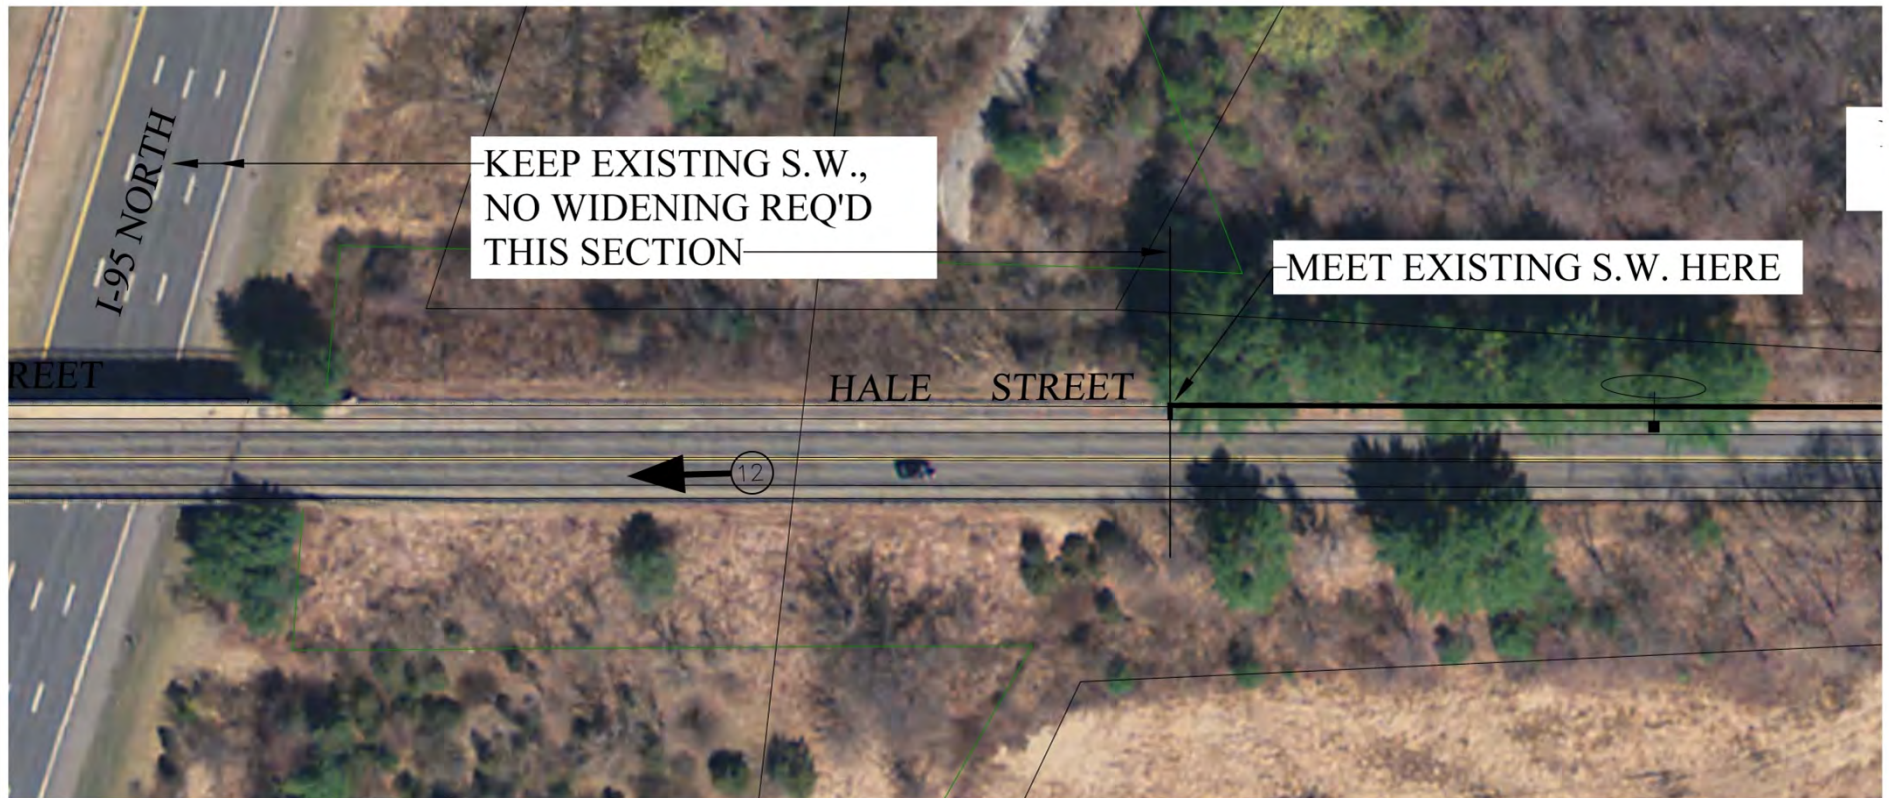 I-95 NORTH
KEEP EXISTING S.W.,
NO WIDENING REQ'D
THIS SECTION
MEET EXISTING S.W. HERE
REET
HALE STREET
12